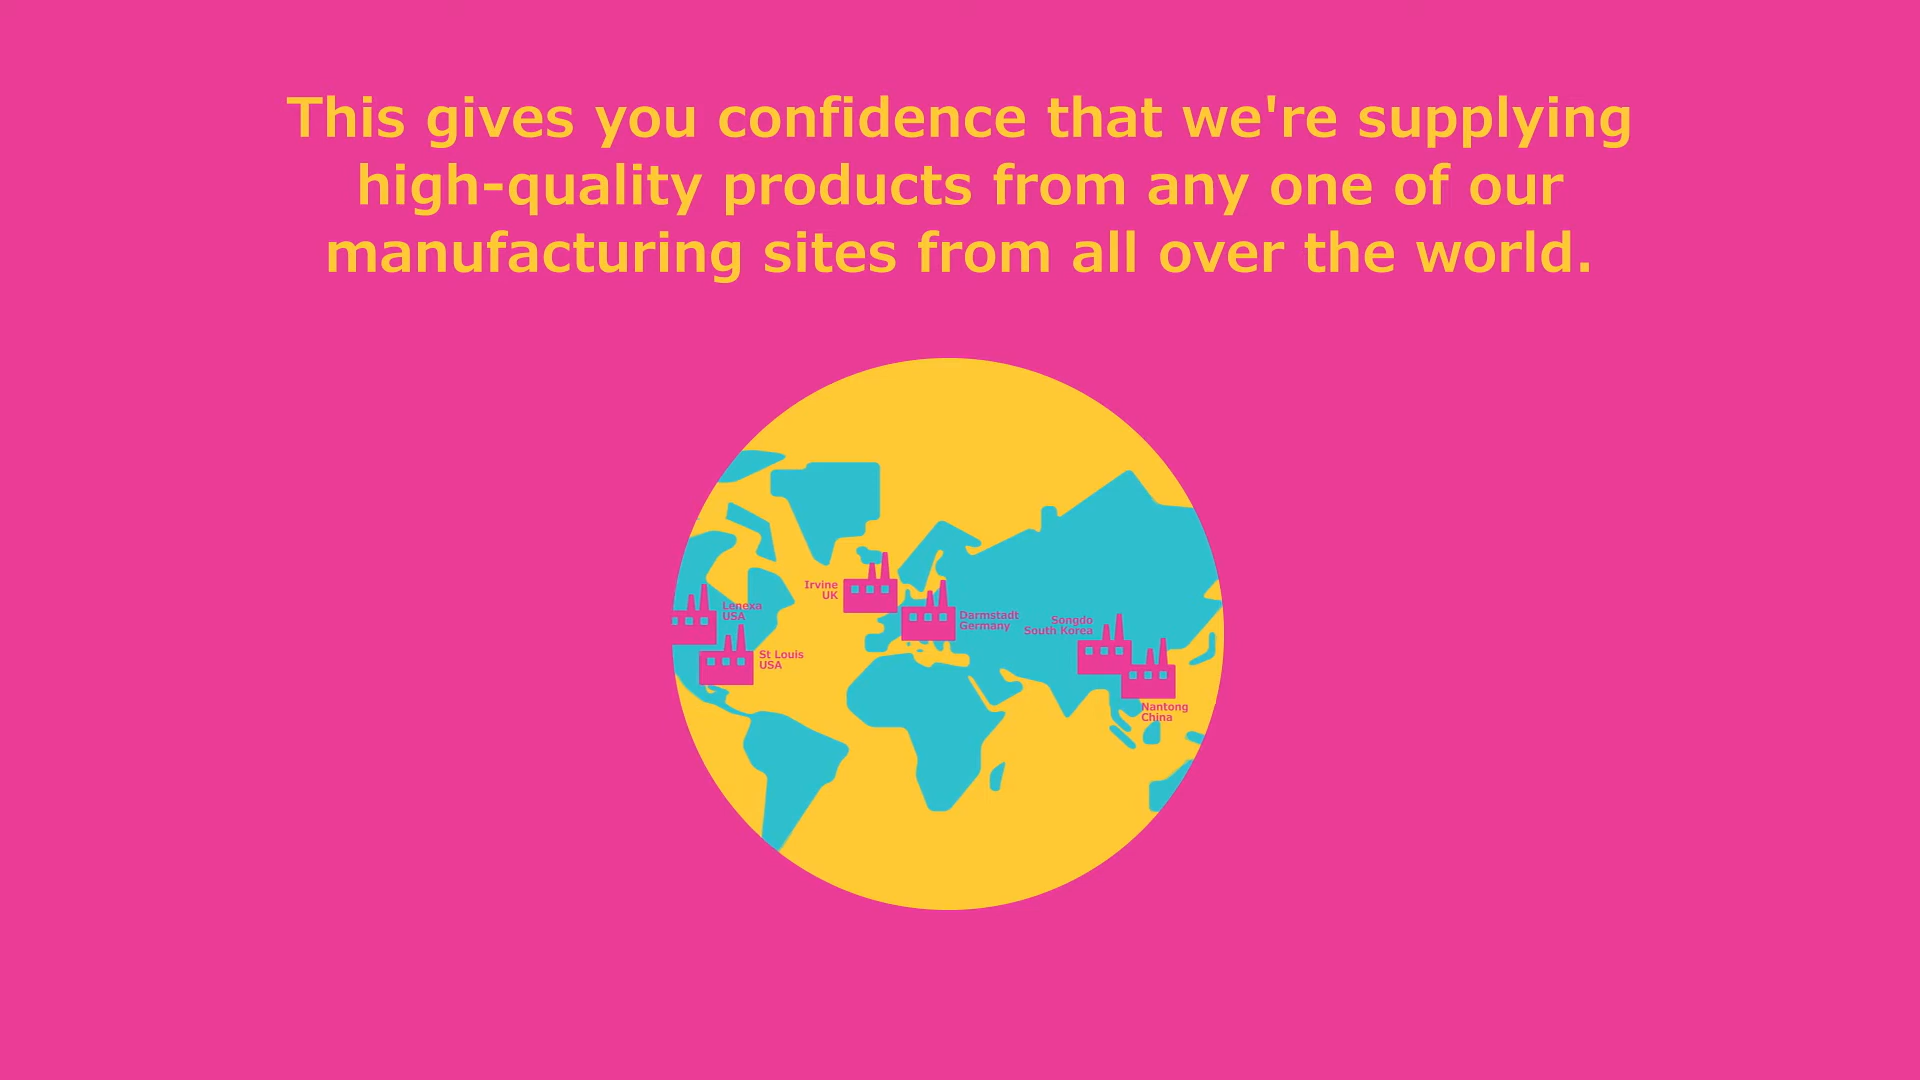 This gives you confidence that we're supplying
high-quality products from any one of our
manufacturing sites from all over the world.
Irvine
UK
Lenexa
USA
Darmstadt
Germany
Songdo
South Korea
St Louis
USA
Nantong
China